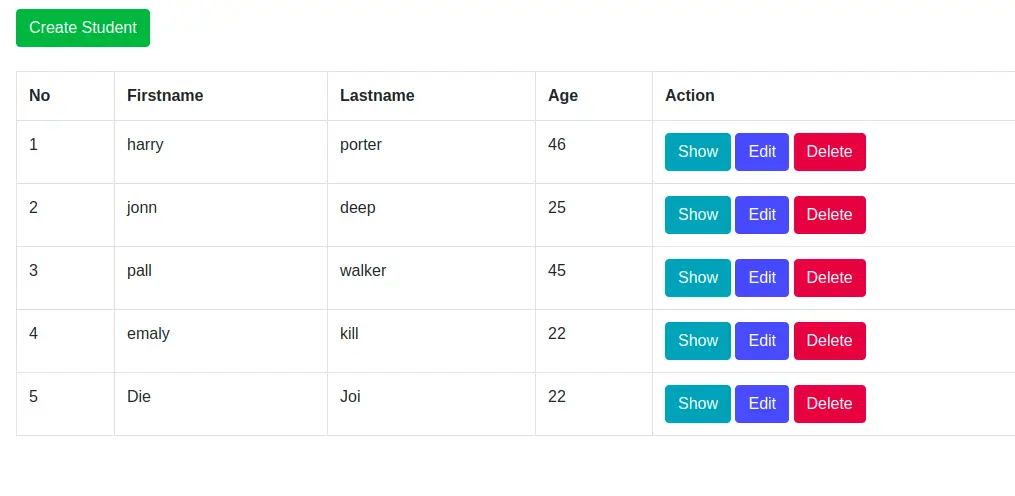 Create Student
No Firstname Lastname Age Action
1 harry porter 46 Show Edit Delete
2 jonn deep 25 Show Edit Delete
3 pall walker 45 Show Edit Delete
4 emaly kill 22 Show Edit Delete
5 Die Joi 22 Show Edit Delete